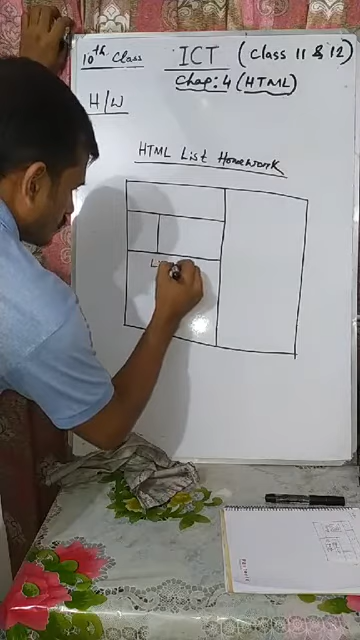 10th Class
ICT (Class 11 & 12)
Chap: 4 (HTML)
H/W
HTML List Homework